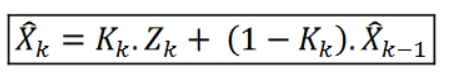 X̂ₖ = Kₖ. Zₖ + (1 − Kₖ). X̂ₖ₋₁